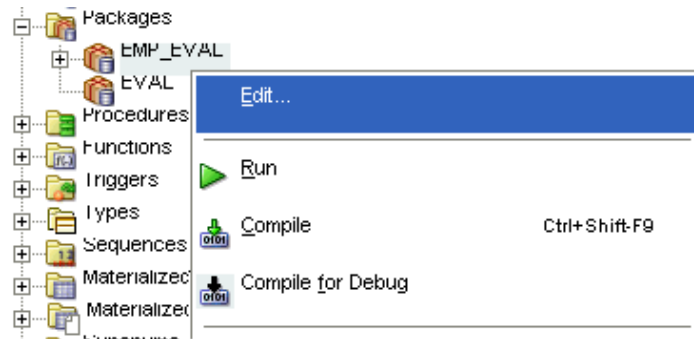 Packages
EMP_EVAL
EVAL
Procedures
Functions
Triggers
Types
Sequences
Materialized
Materialized
Edit...
Run
Compile Ctrl+Shift-F9
Compile for Debug